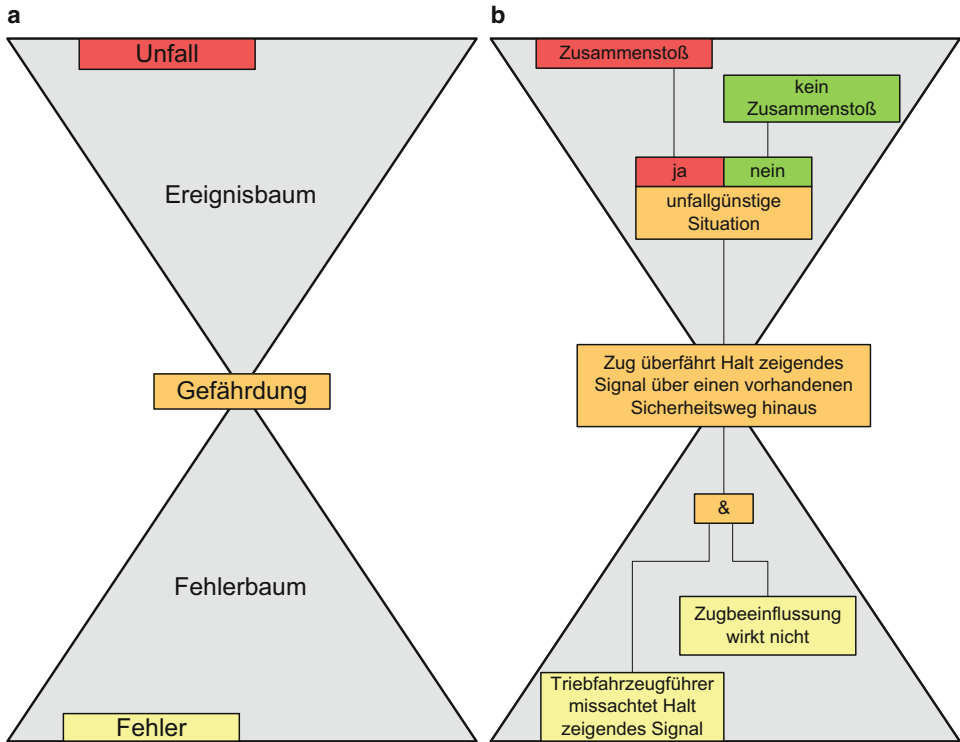 a
Unfall
Ereignisbaum
Gefährdung
Fehlerbaum
Fehler
b
Zusammenstoß
kein
Zusammenstoß
ja
nein
unfallgünstige
Situation
Zug überfährt Halt zeigendes
Signal über einen vorhandenen
Sicherheitsweg hinaus
&
Zugbeeinflussung
wirkt nicht
Triebfahrzeugführer
missachtet Halt
zeigendes Signal